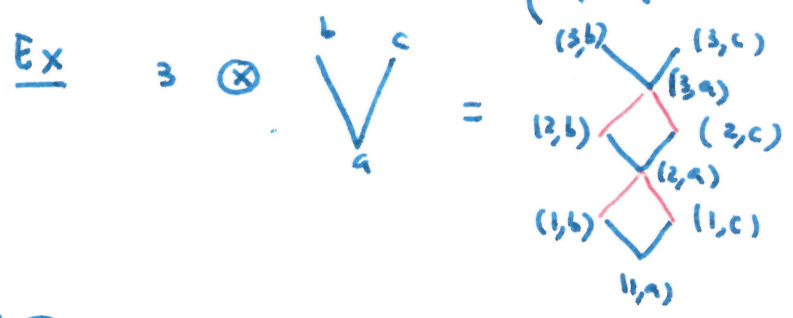 Ex 3 ⊗ b c a =
(3,b) (3,c)
(3,a)
(2,b) (2,c)
(2,a)
(1,b) (1,c)
(1,a)